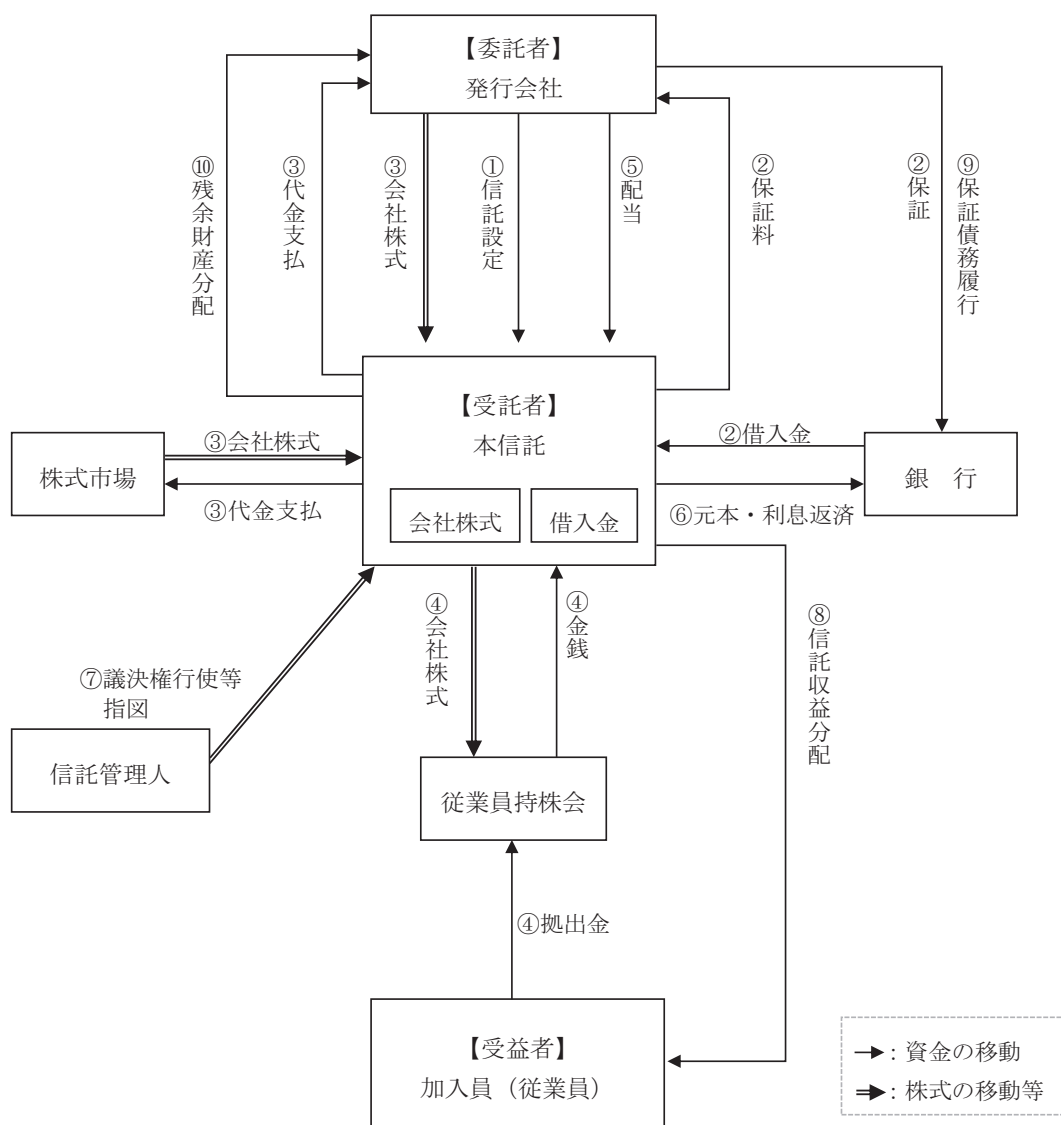 【委託者】
発行会社
⑩残余財産分配
③代金支払
③会社株式
①信託設定
⑤配当
②保証料
②保証
⑨保証債務履行
【受託者】
本信託
会社株式
借入金
株式市場
③会社株式
③代金支払
②借入金
⑥元本・利息返済
銀　行
⑦議決権行使等
指図
信託管理人
④会社株式
④金銭
⑧信託収益分配
従業員持株会
④拠出金
【受益者】
加入員（従業員）
：資金の移動
：株式の移動等